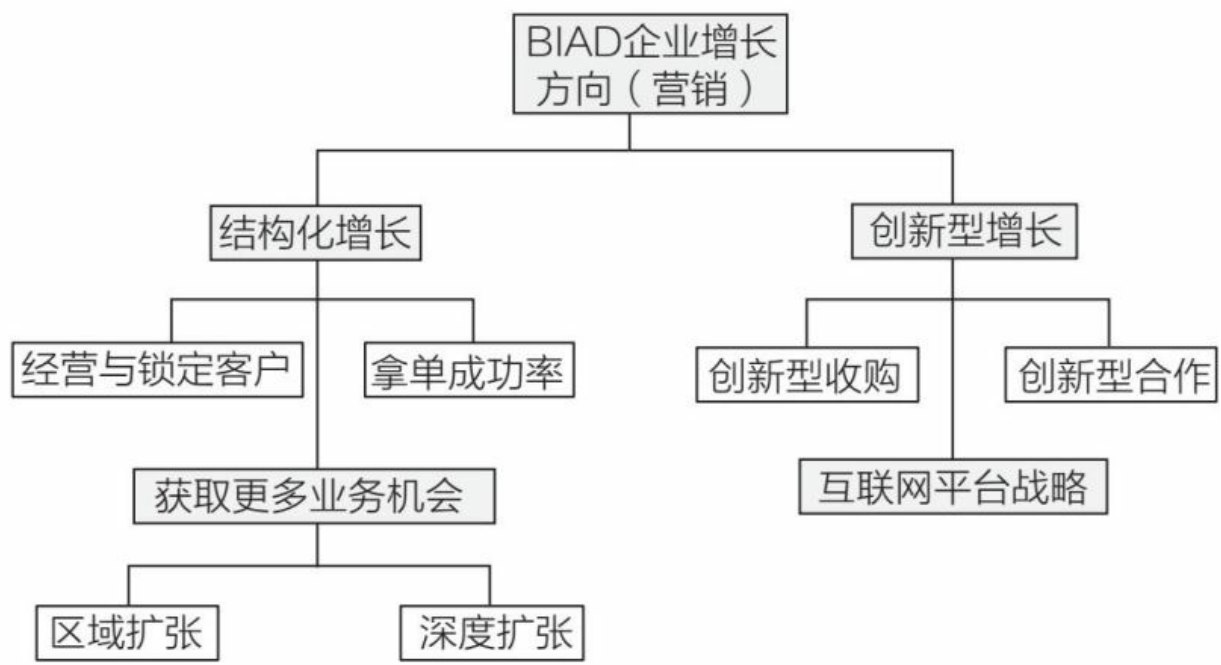 BIAD企业增长
方向（营销）
结构化增长
创新型增长
经营与锁定客户
拿单成功率
创新型收购
创新型合作
获取更多业务机会
互联网平台战略
区域扩张
深度扩张